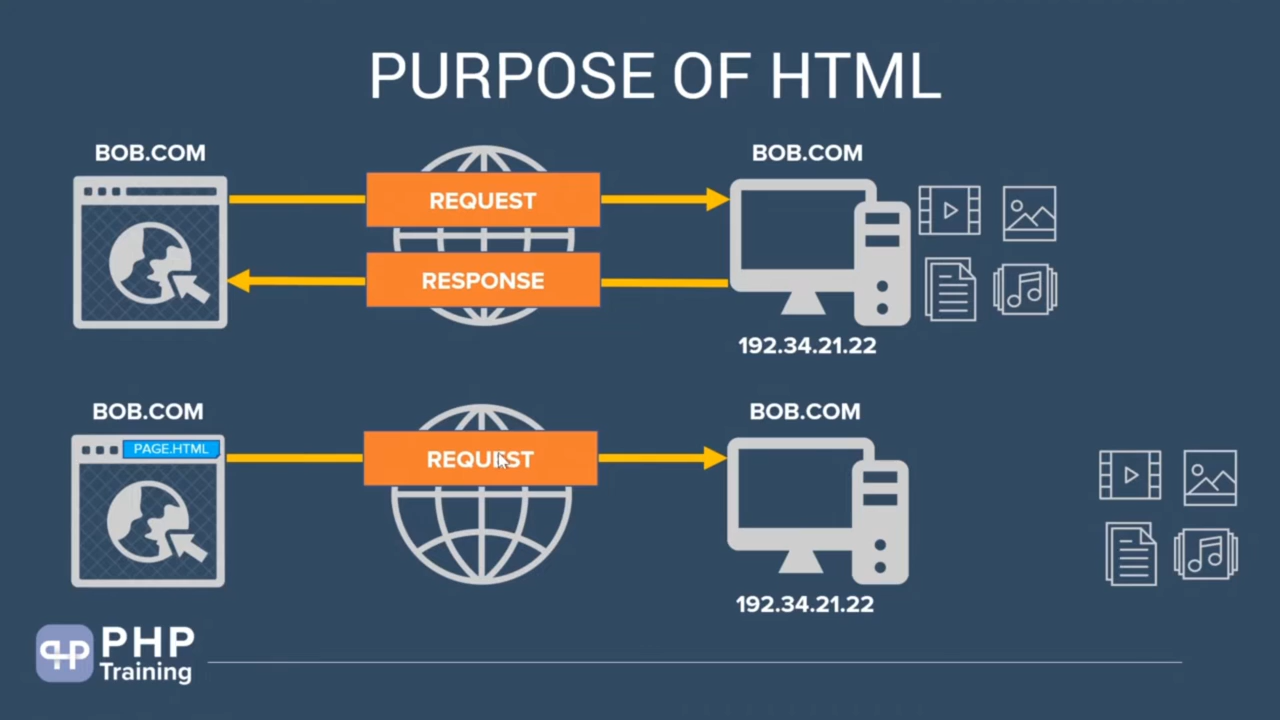 PURPOSE OF HTML
BOB.COM
BOB.COM
REQUEST
RESPONSE
192.34.21.22
BOB.COM
BOB.COM
PAGE.HTML
REQUEST
192.34.21.22
PHP
PHP
Training